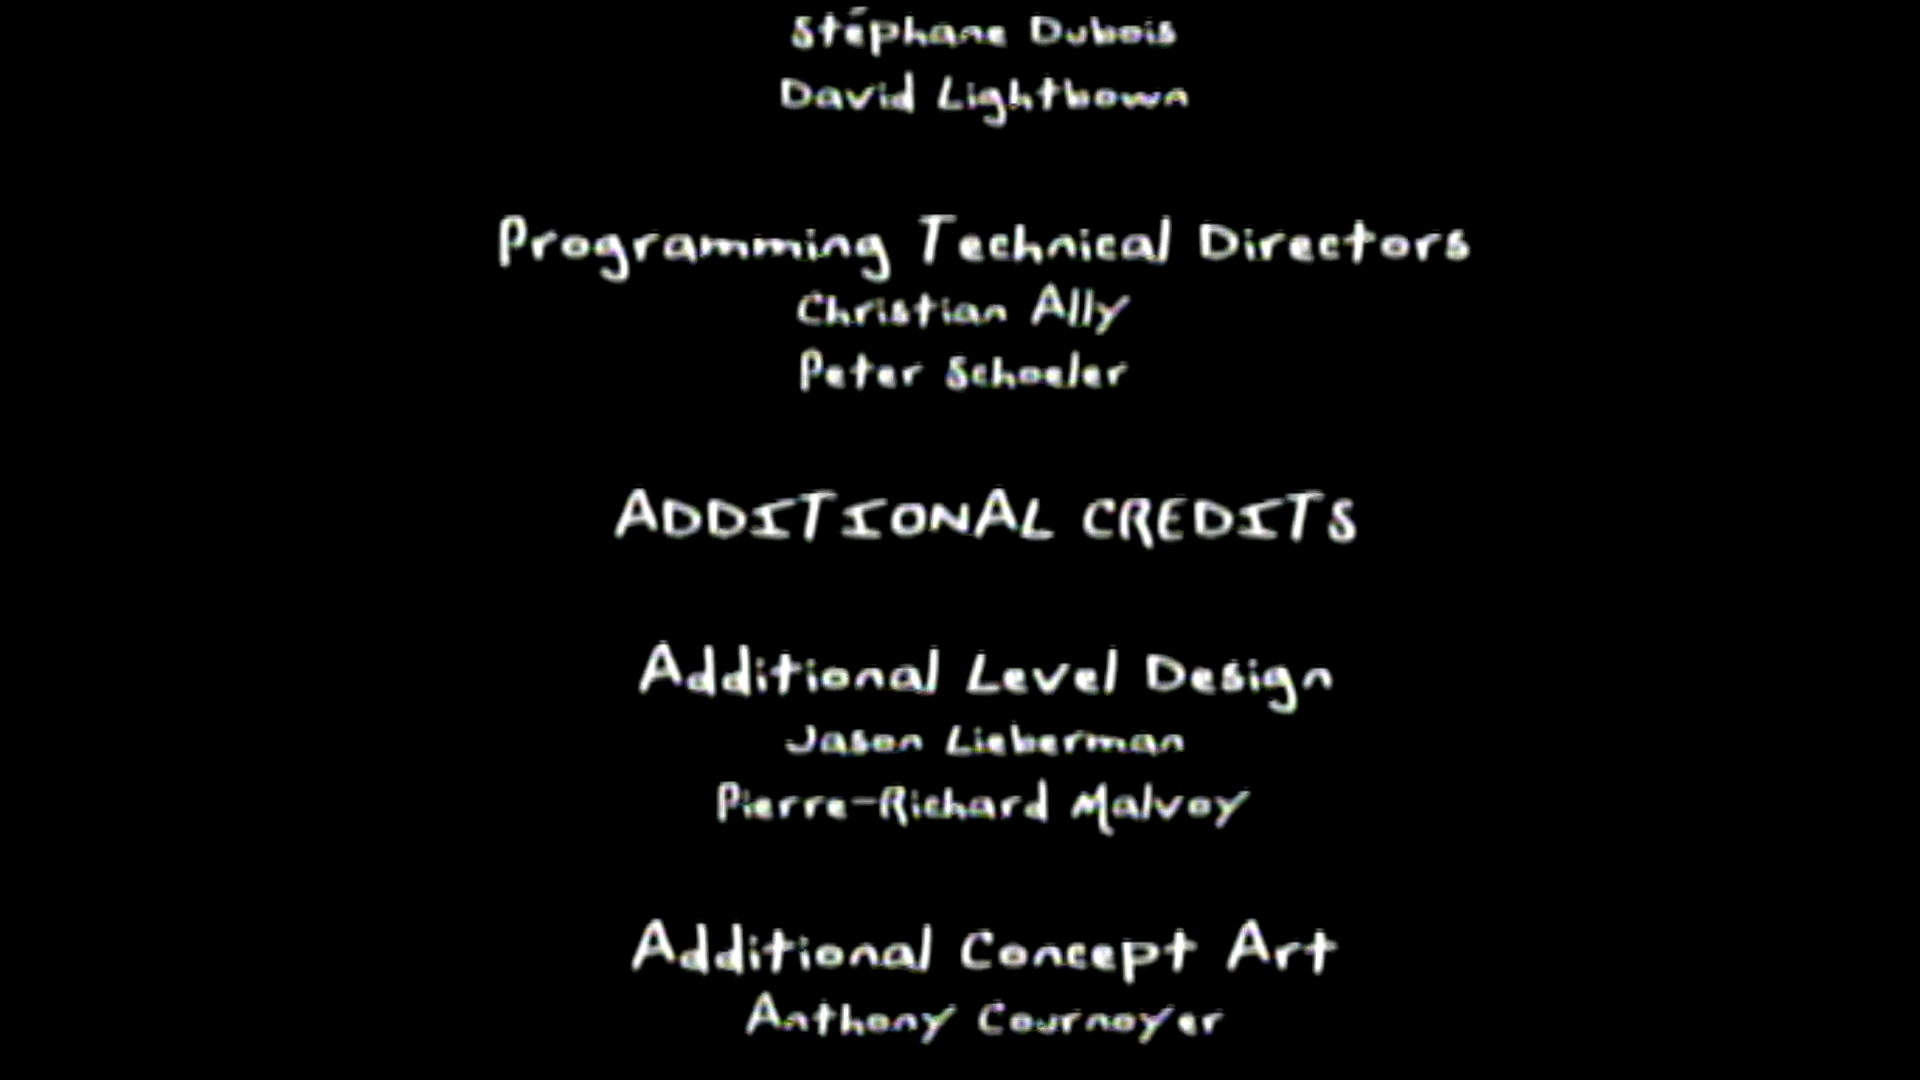 Stéphane Dubois
David Lightbown
Programming Technical Directors
Christian Ally
Peter Schoeler
ADDITIONAL CREDITS
Additional Level Design
Jason Lieberman
Pierre-Richard Malvoy
Additional Concept Art
Anthony Cournoyer